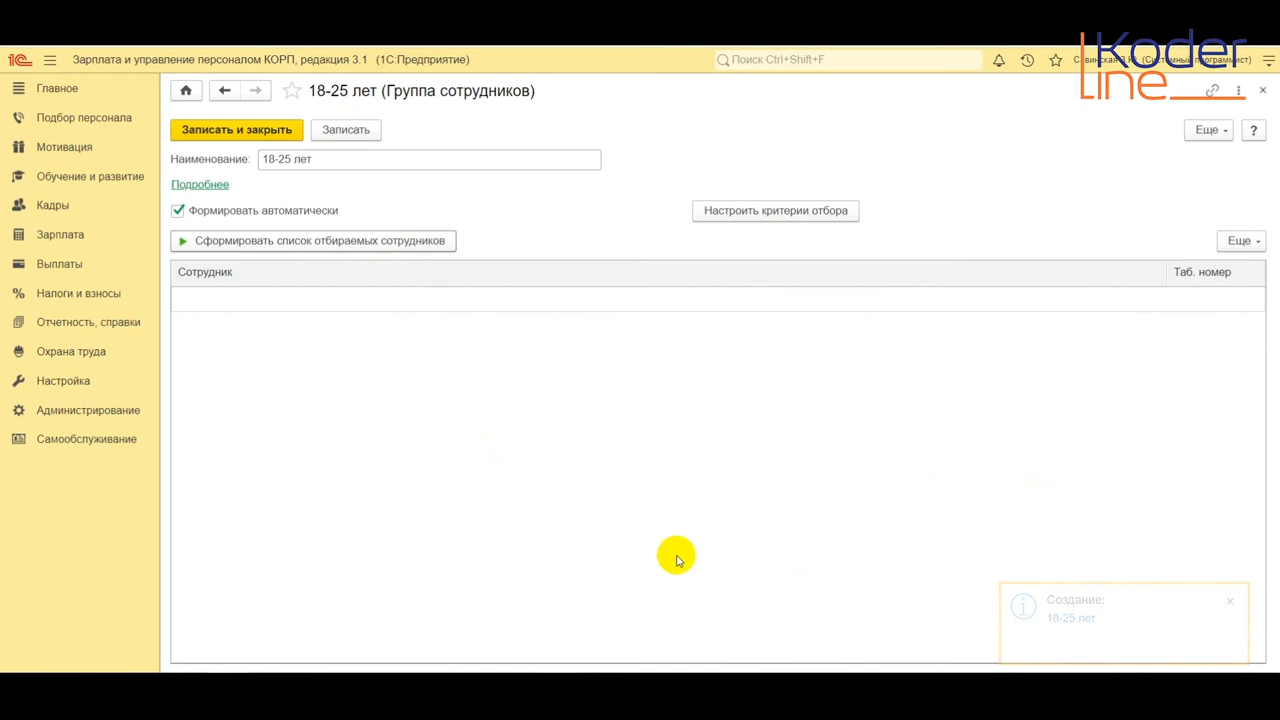 Koder
line
1С Зарплата и управление персоналом КОРП, редакция 3.1 (1С:Предприятие)
Поиск Ctrl+Shift+F
Главное
Подбор персонала
Мотивация
Обучение и развитие
Кадры
Зарплата
Выплаты
Налоги и взносы
Отчетность, справки
Охрана труда
Настройка
Администрирование
Самообслуживание
18-25 лет (Группа сотрудников)
Записать и закрыть
Записать
Еще
?
Наименование: 18-25 лет
Подробнее
Формировать автоматически
Настроить критерии отбора
Сформировать список отбираемых сотрудников
Еще
Сотрудник
Таб. номер
Создание:
18-25 лет